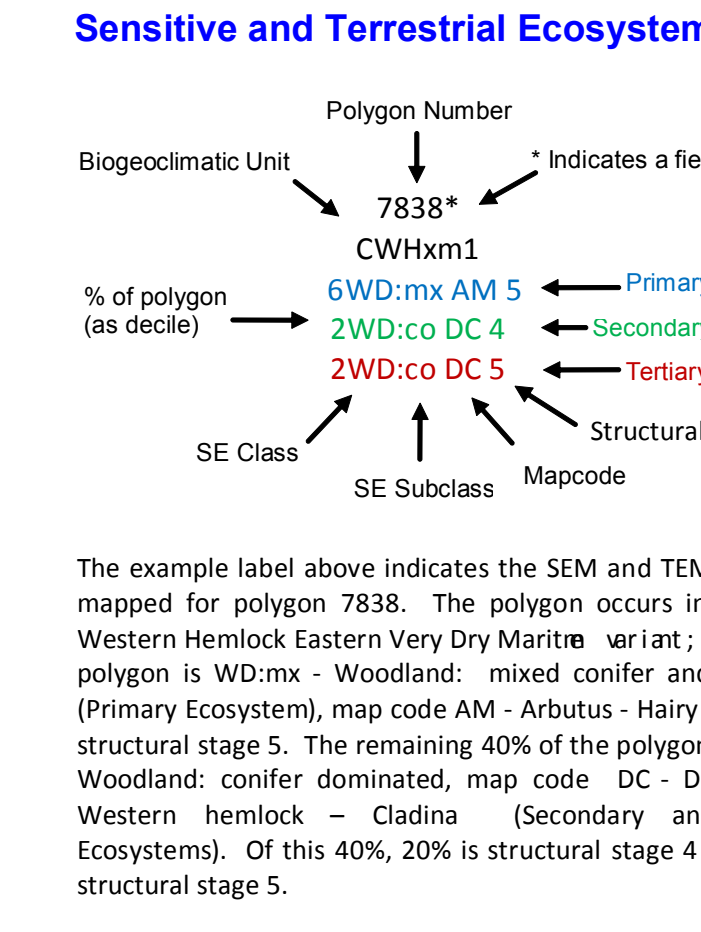 Sensitive and Terrestrial Ecosystem
Polygon Number
Biogeoclimatic Unit
* Indicates a fie
7838*
CWHxm1
% of polygon
(as decile)
6WD:mx AM 5
Primary
2WD:co DC 4
Secondary
2WD:co DC 5
Tertiary
Structural
SE Class
Mapcode
SE Subclass
The example label above indicates the SEM and TEM
mapped for polygon 7838. The polygon occurs in
Western Hemlock Eastern Very Dry Maritme variant;
polygon is WD:mx - Woodland: mixed conifer and
(Primary Ecosystem), map code AM - Arbutus - Hairy
structural stage 5. The remaining 40% of the polygon
Woodland: conifer dominated, map code DC - D
Western hemlock – Cladina (Secondary an
Ecosystems). Of this 40%, 20% is structural stage 4
structural stage 5.